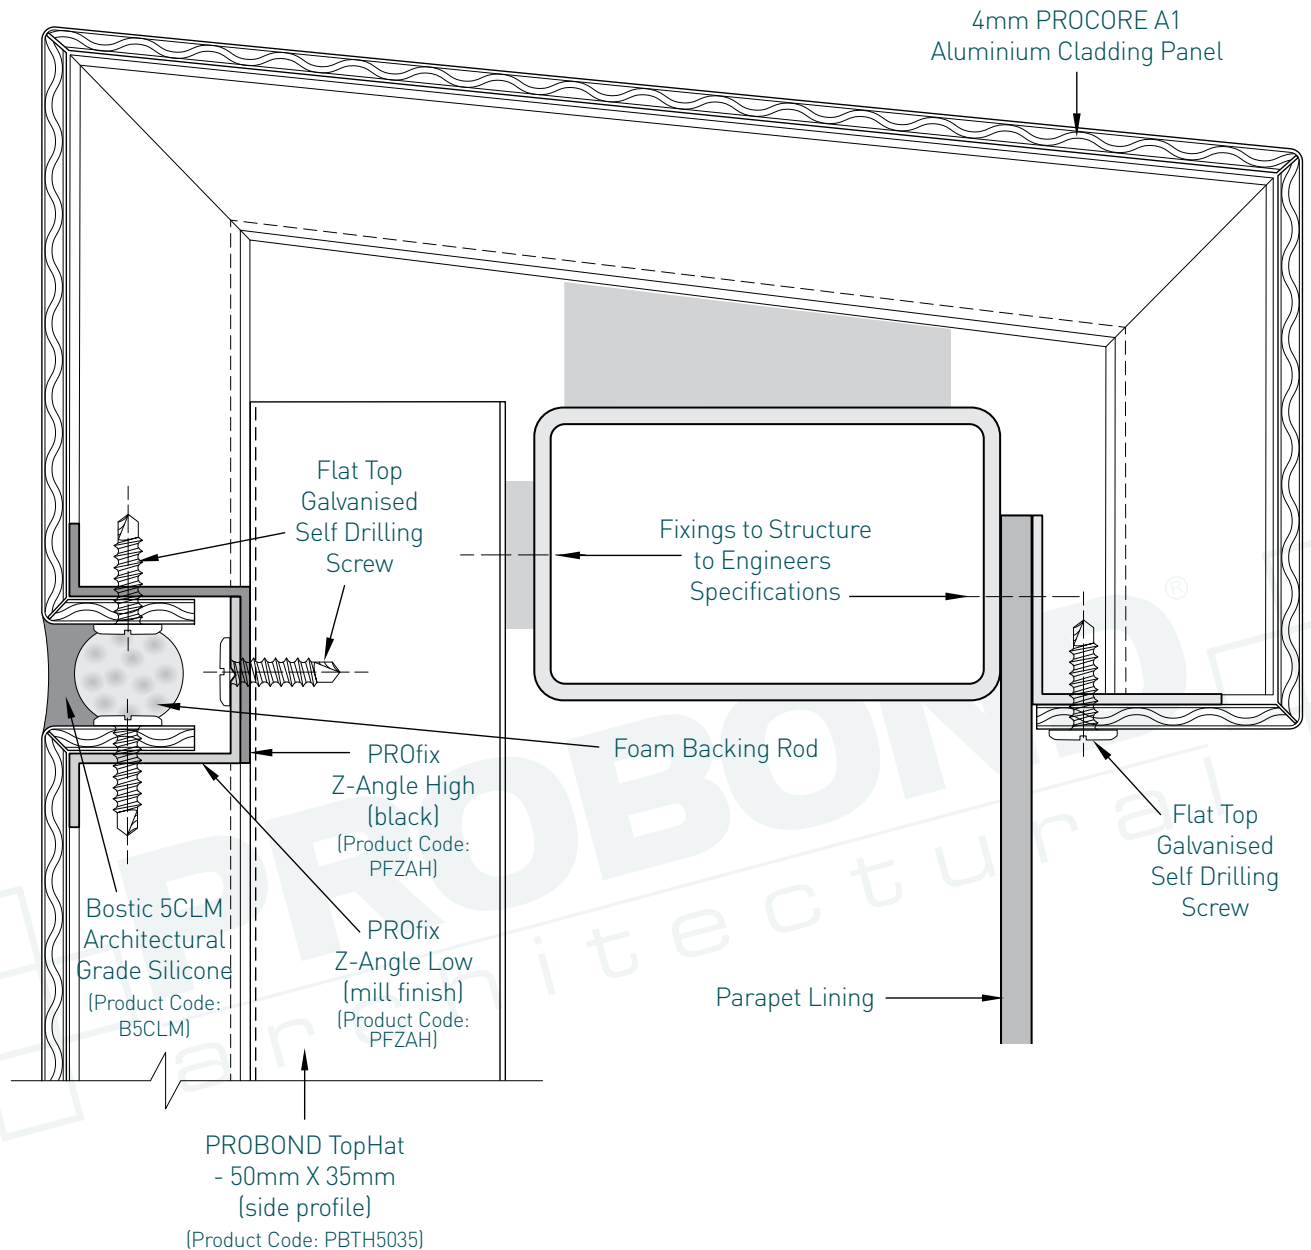 4mm PROCORE A1
Aluminium Cladding Panel
Flat Top
Galvanised
Self Drilling
Screw
Fixings to Structure
to Engineers
Specifications
Foam Backing Rod
PROfix
Z-Angle High
(black)
(Product Code:
PFZAH)
Flat Top
Galvanised
Self Drilling
Screw
Bostic 5CLM
Architectural
Grade Silicone
(Product Code:
B5CLM)
PROfix
Z-Angle Low
(mill finish)
(Product Code:
PFZAH)
Parapet Lining
PROBOND TopHat
- 50mm X 35mm
(side profile)
(Product Code: PBTH5035)
PROBOND®
architectural